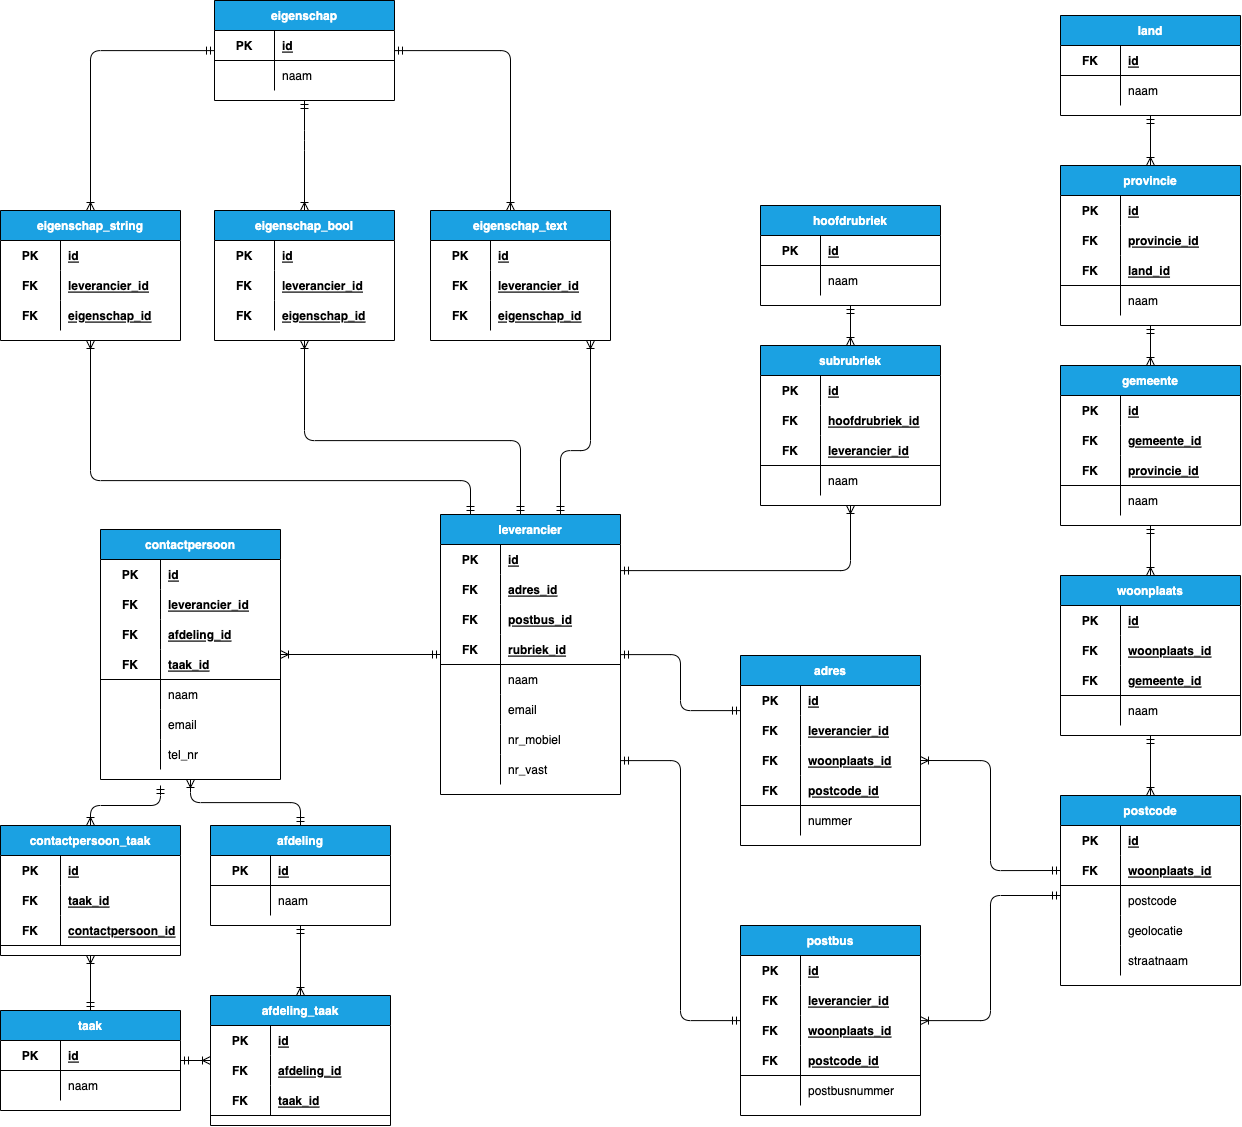 eigenschap
PK id
naam
land
FK id
naam
provincie
PK id
FK provincie_id
FK land_id
naam
eigenschap_string
PK id
FK leverancier_id
FK eigenschap_id
eigenschap_bool
PK id
FK leverancier_id
FK eigenschap_id
eigenschap_text
PK id
FK leverancier_id
FK eigenschap_id
hoofdrubriek
PK id
naam
subrubriek
PK id
FK hoofdrubriek_id
FK leverancier_id
naam
gemeente
PK id
FK gemeente_id
FK provincie_id
naam
contactpersoon
PK id
FK leverancier_id
FK afdeling_id
FK taak_id
naam
email
tel_nr
leverancier
PK id
FK adres_id
FK postbus_id
FK rubriek_id
naam
email
nr_mobiel
nr_vast
woonplaats
PK id
FK woonplaats_id
FK gemeente_id
naam
adres
PK id
FK leverancier_id
FK woonplaats_id
FK postcode_id
nummer
postcode
PK id
FK woonplaats_id
postcode
geolocatie
straatnaam
contactpersoon_taak
PK id
FK taak_id
FK contactpersoon_id
afdeling
PK id
naam
postbus
PK id
FK leverancier_id
FK woonplaats_id
FK postcode_id
postbusnummer
taak
PK id
naam
afdeling_taak
PK id
FK afdeling_id
FK taak_id